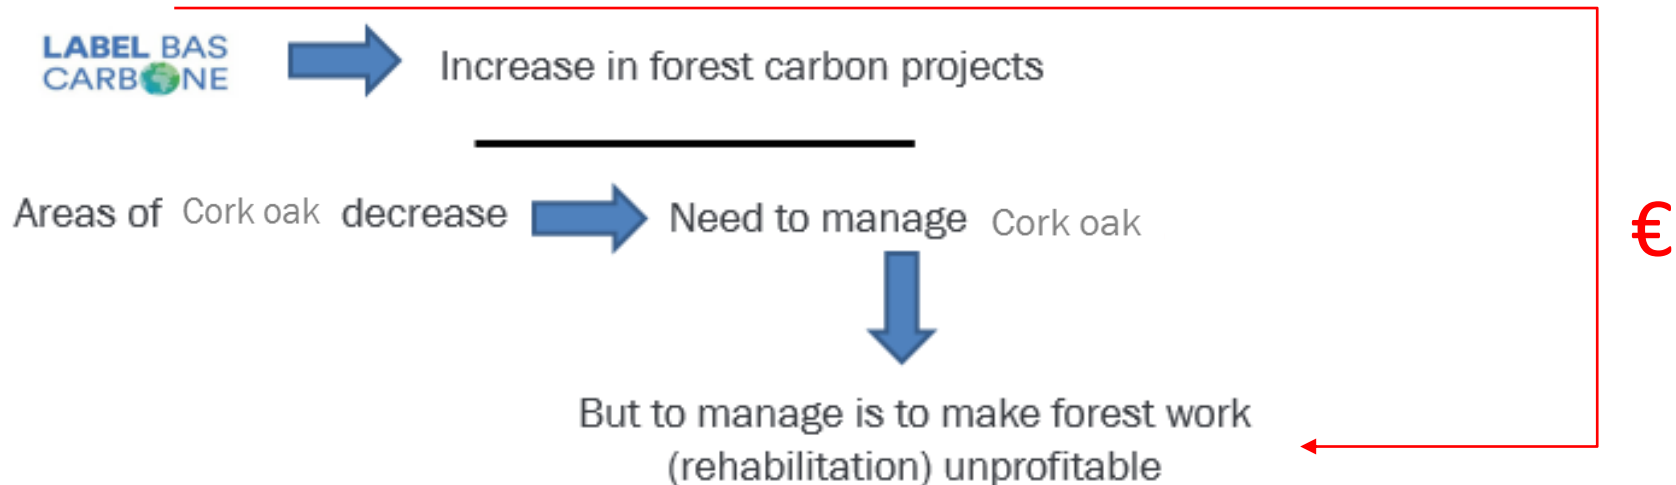 LABEL BAS
CARBONE
Increase in forest carbon projects
Areas of Cork oak decrease
Need to manage Cork oak
€
But to manage is to make forest work
(rehabilitation) unprofitable